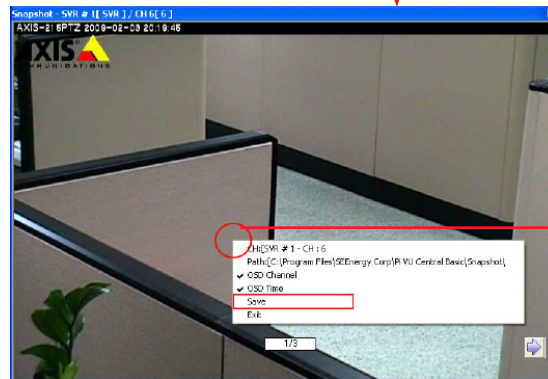 Snapshot - SVR # 1[ SVR ] / CH 6[ 6 ]
AXIS-215PTZ 2009-02-03 20:19:45
AXIS
COMMUNICATIONS
CH:[SVR # 1 - CH : 6
Path:[C:\Program Files\SEEnergy Corp\PiVU Central Basic\Snapshot\
OSD Channel
OSD Time
Save
Exit
1/3